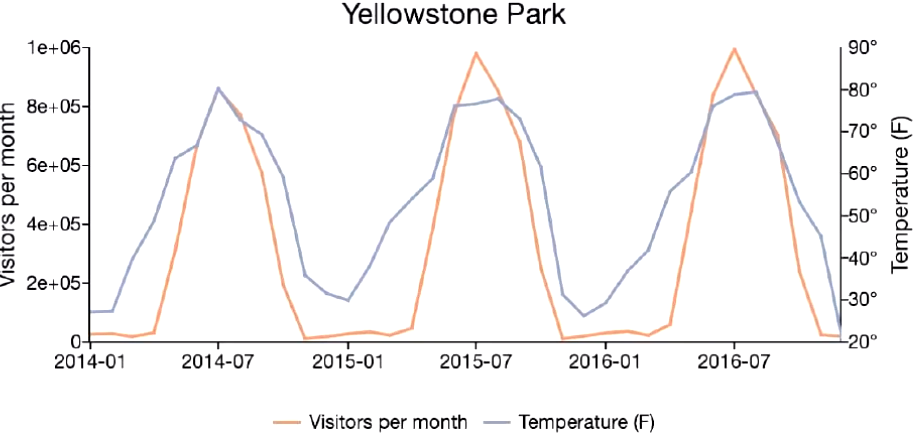 Yellowstone Park
1e+06
8e+05
6e+05
4e+05
2e+05
0
Visitors per month
90°
80°
70°
60°
50°
40°
30°
20°
Temperature (F)
2014-01 2014-07 2015-01 2015-07 2016-01 2016-07
Visitors per month Temperature (F)